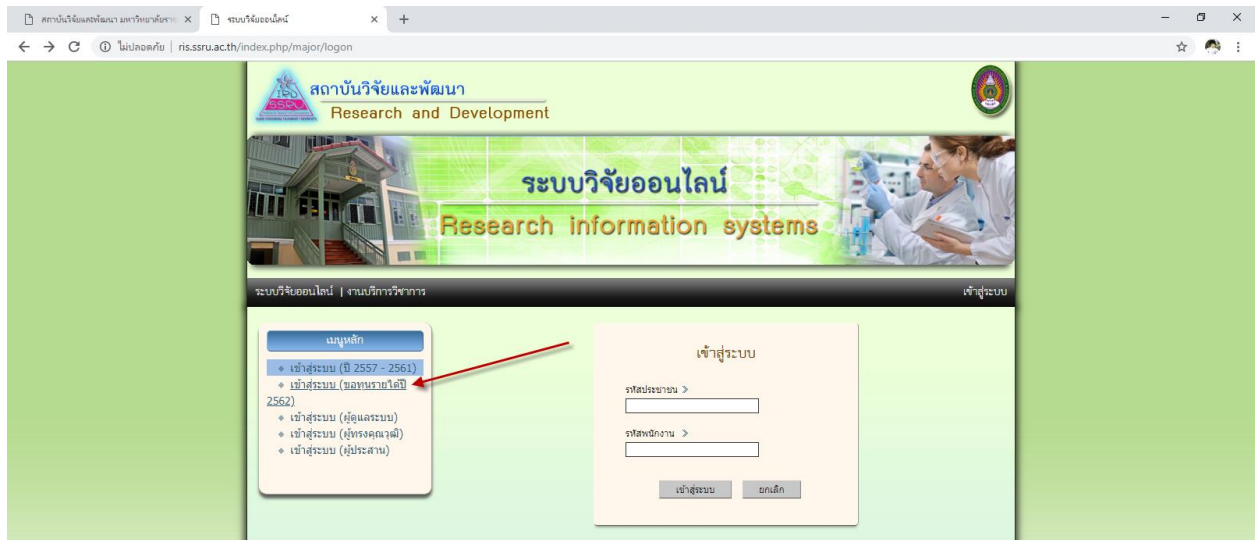 สถาบันวิจัยและพัฒนา มหาวิทยาลัยราช
ระบบวิจัยออนไลน์
ไม่ปลอดภัย | ris.ssru.ac.th/index.php/major/logon
IRD
SSRU
สถาบันวิจัยและพัฒนา
Research and Development
ระบบวิจัยออนไลน์
Research information systems
ระบบวิจัยออนไลน์ | งานบริการวิชาการ
เข้าสู่ระบบ
เมนูหลัก
เข้าสู่ระบบ (ปี 2557 - 2561)
เข้าสู่ระบบ (ขอทุนรายได้ปี
2562)
เข้าสู่ระบบ (ผู้ดูแลระบบ)
เข้าสู่ระบบ (ผู้ทรงคุณวุฒิ)
เข้าสู่ระบบ (ผู้ประสาน)
เข้าสู่ระบบ
รหัสประชาชน
รหัสพนักงาน
เข้าสู่ระบบ ยกเลิก